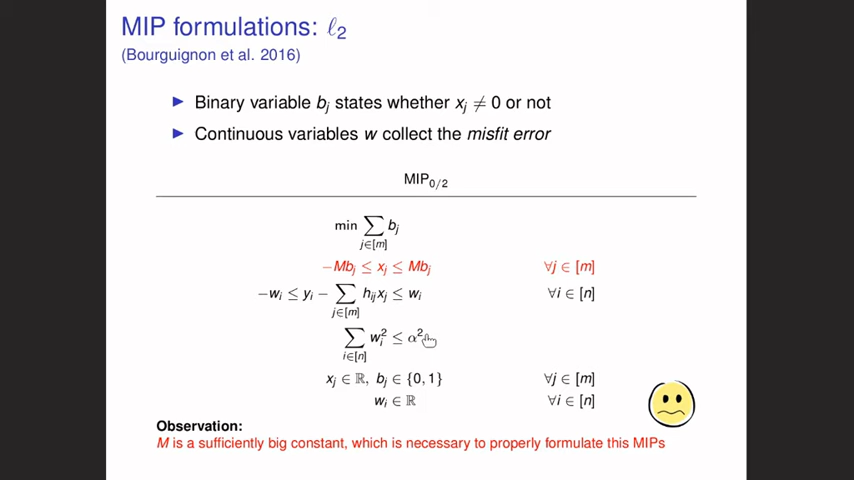 MIP formulations: ℓ₂
(Bourguignon et al. 2016)
▶ Binary variable bⱼ states whether xⱼ ≠ 0 or not
▶ Continuous variables w collect the misfit error
MIP₀/₂
min ∑_{j∈[m]} bⱼ
−Mbⱼ ≤ xⱼ ≤ Mbⱼ ∀j ∈ [m]
−wᵢ ≤ yᵢ − ∑_{j∈[m]} hᵢⱼxⱼ ≤ wᵢ ∀i ∈ [n]
∑_{i∈[n]} wᵢ² ≤ α²
xⱼ ∈ ℝ, bⱼ ∈ {0, 1} ∀j ∈ [m]
wᵢ ∈ ℝ ∀i ∈ [n]
Observation:
M is a sufficiently big constant, which is necessary to properly formulate this MIPs